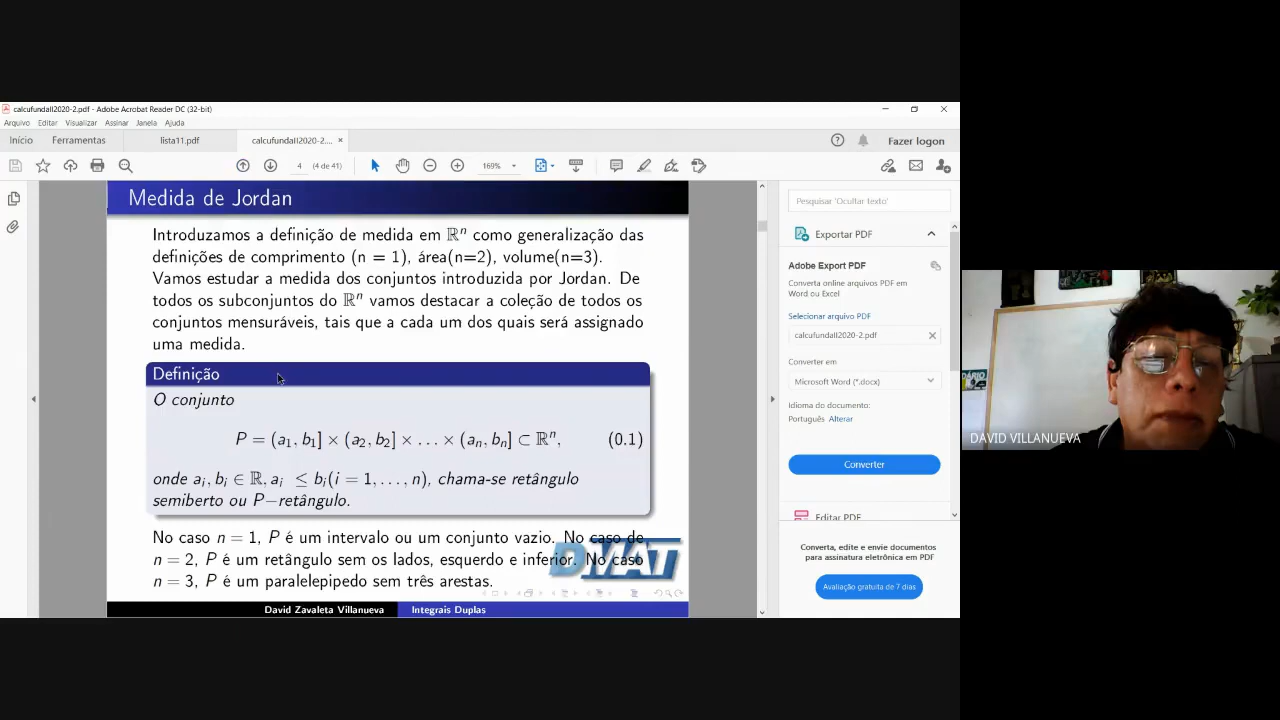 calcufundaII2020-2.pdf - Adobe Acrobat Reader DC (32-bit)
Arquivo Editar Visualizar Assinar Janela Ajuda
Início Ferramentas lista11.pdf calcufundaII2020-2.... × Fazer logon
4 (4 de 41) 169%
Medida de Jordan
Introduzamos a definição de medida em ℝⁿ como generalização das
definições de comprimento (n = 1), área(n=2), volume(n=3).
Vamos estudar a medida dos conjuntos introduzida por Jordan. De
todos os subconjuntos do ℝⁿ vamos destacar a coleção de todos os
conjuntos mensuráveis, tais que a cada um dos quais será assignado
uma medida.
Definição
O conjunto
P = (a₁, b₁] × (a₂, b₂] × . . . × (aₙ, bₙ] ⊂ ℝⁿ, (0.1)
onde aᵢ, bᵢ ∈ ℝ, aᵢ ≤ bᵢ(i = 1, . . . , n), chama-se retângulo
semiberto ou P−retângulo.
No caso n = 1, P é um intervalo ou um conjunto vazio. No caso de
n = 2, P é um retângulo sem os lados, esquerdo e inferior. No caso
n = 3, P é um paralelepipedo sem três arestas.
DMAT
David Zavaleta Villanueva Integrais Duplas
Pesquisar 'Ocultar texto'
Exportar PDF
Adobe Export PDF
Converta online arquivos PDF em
Word ou Excel
Selecionar arquivo PDF
calcufundaII2020-2.pdf
Converter em
Microsoft Word (*.docx)
Idioma do documento:
Português Alterar
Converter
Editar PDF
Converta, edite e envie documentos
para assinatura eletrônica em PDF
Avaliação gratuita de 7 dias
DAVID VILLANUEVA